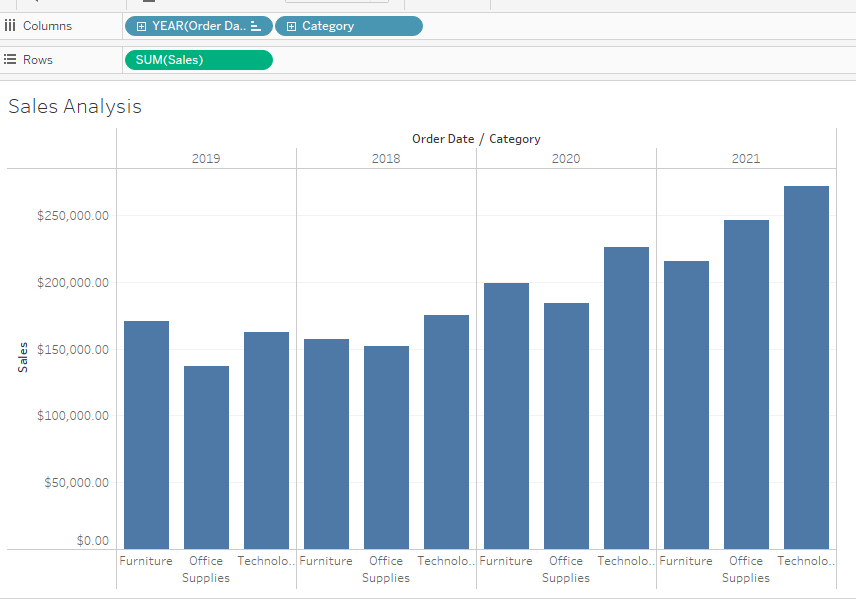 Columns
YEAR(Order Da..
Category
Rows
SUM(Sales)
Sales Analysis
Order Date / Category
2019
2018
2020
2021
$250,000.00
$200,000.00
$150,000.00
$100,000.00
$50,000.00
$0.00
Sales
Furniture
Office
Supplies
Technolo..
Furniture
Office
Supplies
Technolo..
Furniture
Office
Supplies
Technolo..
Furniture
Office
Supplies
Technolo..